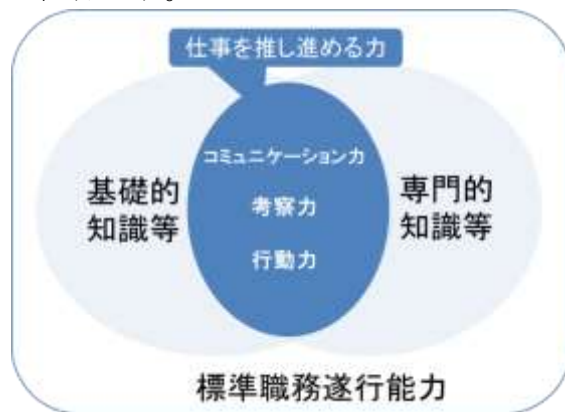 仕事を推し進める力
コミュニケーション力
基礎的
知識等
考察力
専門的
知識等
行動力
標準職務遂行能力